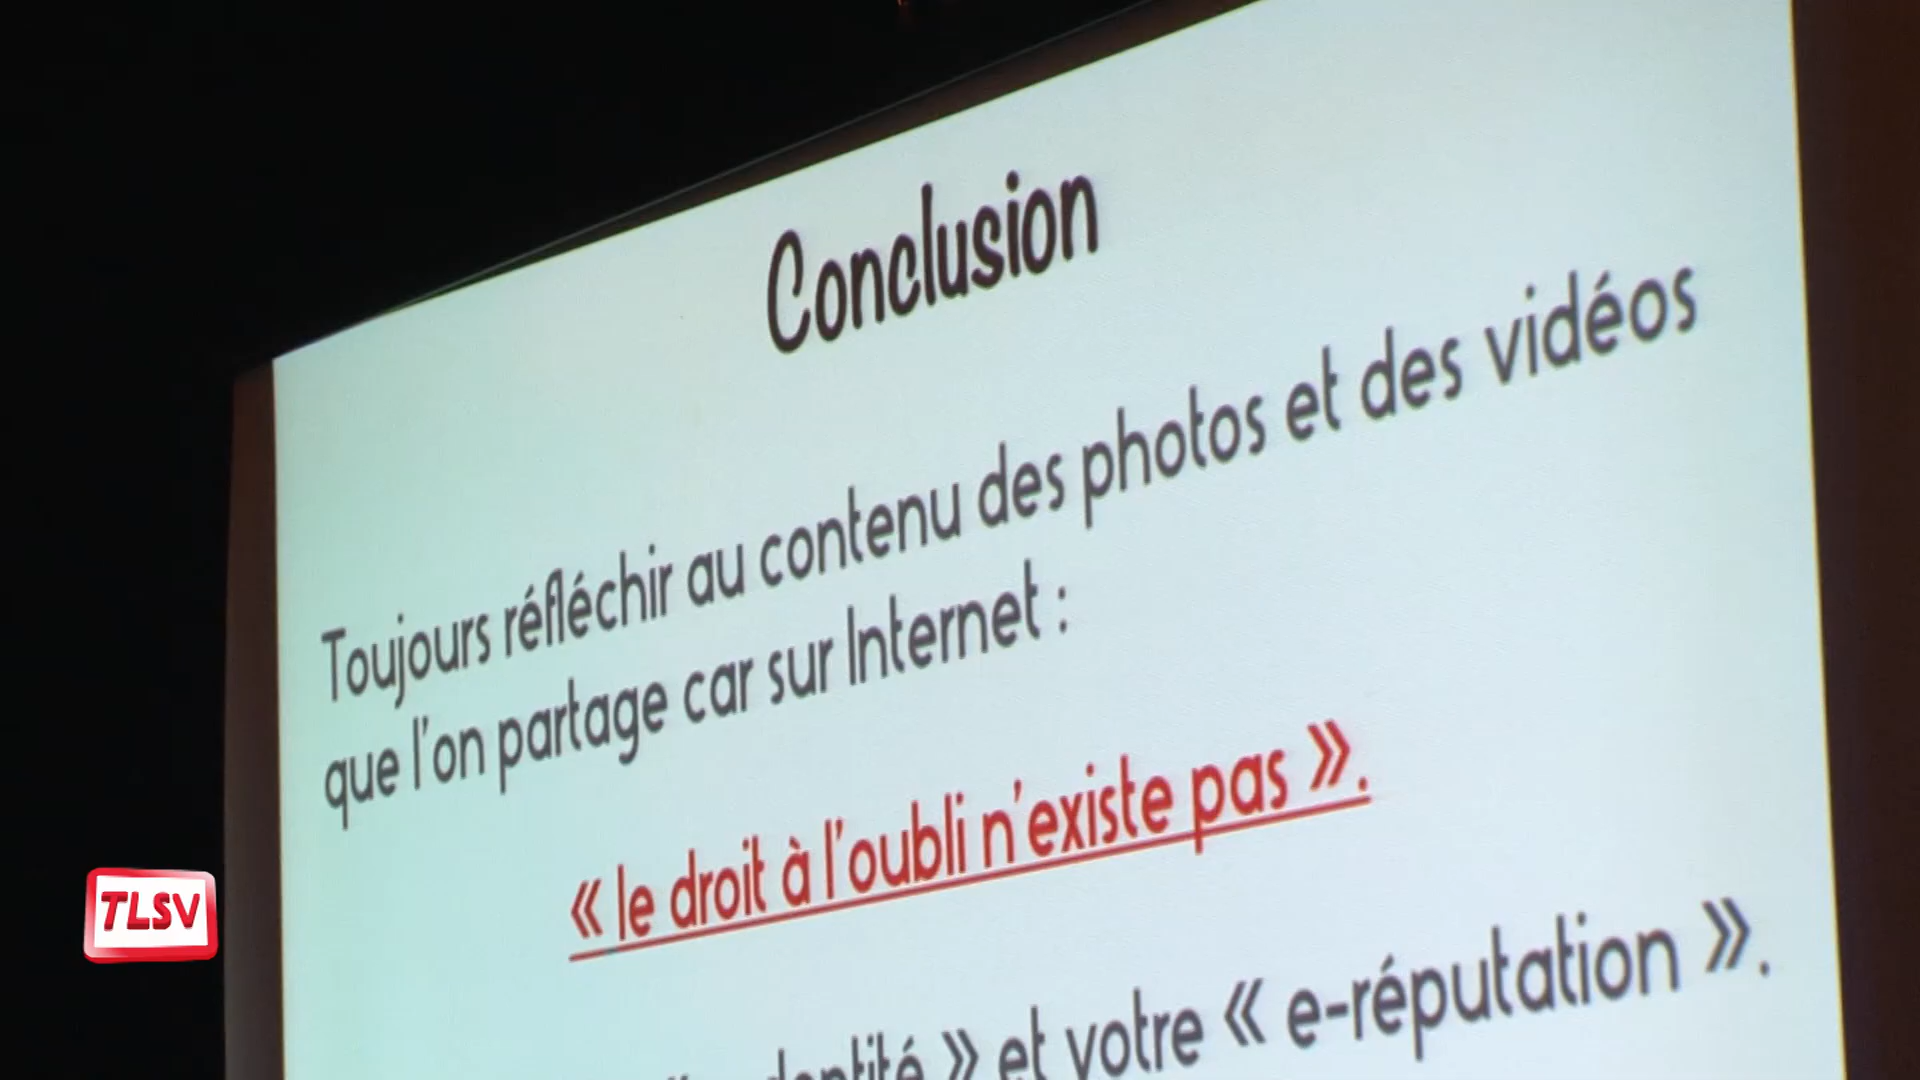 Conclusion
Toujours réfléchir au contenu des photos et des vidéos
que l'on partage car sur Internet :
« le droit à l'oubli n'existe pas ».
» et votre « e-réputation ».
TLSV